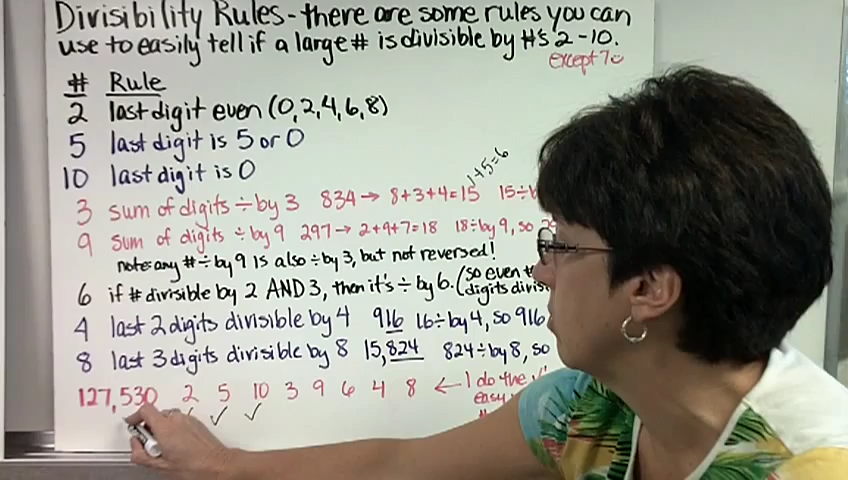 Divisibility Rules - there are some rules you can
use to easily tell if a large # is divisible by #'s 2-10.
except 7
# Rule
2 last digit even (0,2,4,6,8)
5 last digit is 5 or 0
10 last digit is 0
1+5=6
3 sum of digits ÷ by 3 834 → 8+3+4=15 15÷
9 sum of digits ÷ by 9 297 → 2+9+7=18 18÷ by 9, so
note: any # ÷ by 9 is also ÷ by 3, but not reversed!
6 if # divisible by 2 AND 3, then it's ÷ by 6. (so even #
digits
4 last 2 digits divisible by 4 916 16÷ by 4, so 916
8 last 3 digits divisible by 8 15,824 824÷ by 8, so
127,530 2 5 10 3 9 6 4 8 ← I do the
✓ ✓ easy